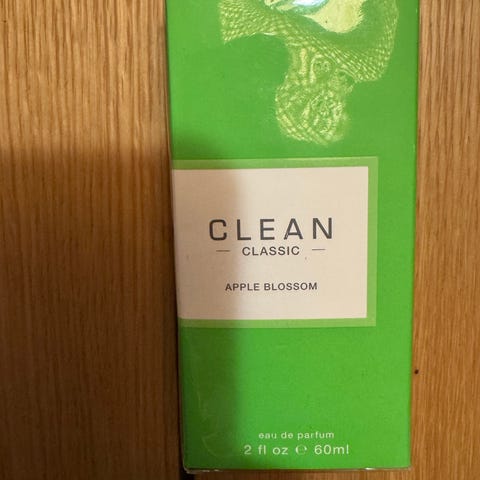 CLEAN
— CLASSIC —
APPLE BLOSSOM
eau de parfum
2 fl oz ℮ 60ml